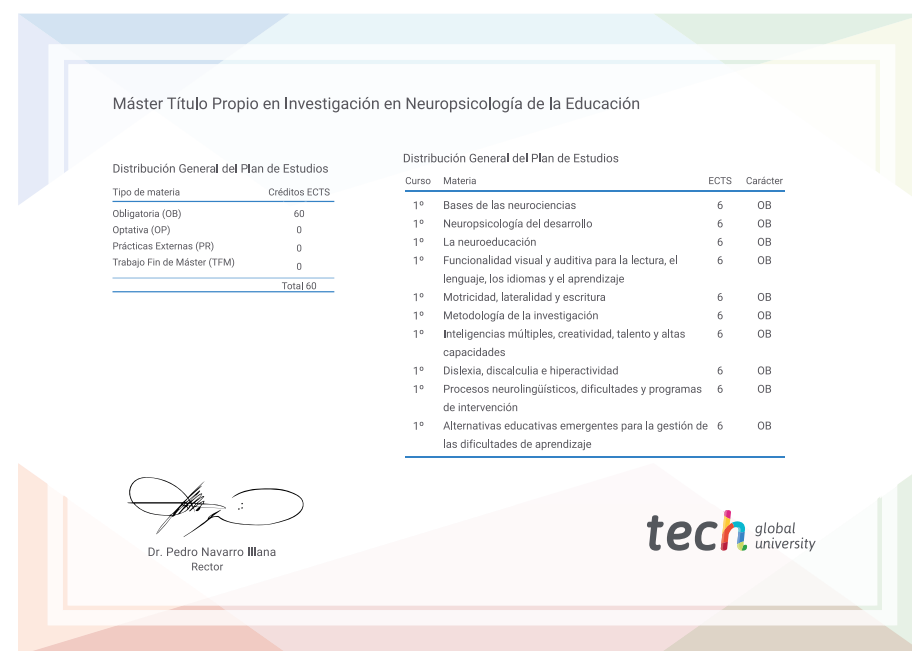 Máster Título Propio en Investigación en Neuropsicología de la Educación
Distribución General del Plan de Estudios
Tipo de materia Créditos ECTS
Obligatoria (OB) 60
Optativa (OP) 0
Prácticas Externas (PR) 0
Trabajo Fin de Máster (TFM) 0
Total 60
Distribución General del Plan de Estudios
Curso Materia ECTS Carácter
1º Bases de las neurociencias 6 OB
1º Neuropsicología del desarrollo 6 OB
1º La neuroeducación 6 OB
1º Funcionalidad visual y auditiva para la lectura, el 6 OB
lenguaje, los idiomas y el aprendizaje
1º Motricidad, lateralidad y escritura 6 OB
1º Metodología de la investigación 6 OB
1º Inteligencias múltiples, creatividad, talento y altas 6 OB
capacidades
1º Dislexia, discalculia e hiperactividad 6 OB
1º Procesos neurolingüísticos, dificultades y programas 6 OB
de intervención
1º Alternativas educativas emergentes para la gestión de 6 OB
las dificultades de aprendizaje
Dr. Pedro Navarro Illana
Rector
tech global
university